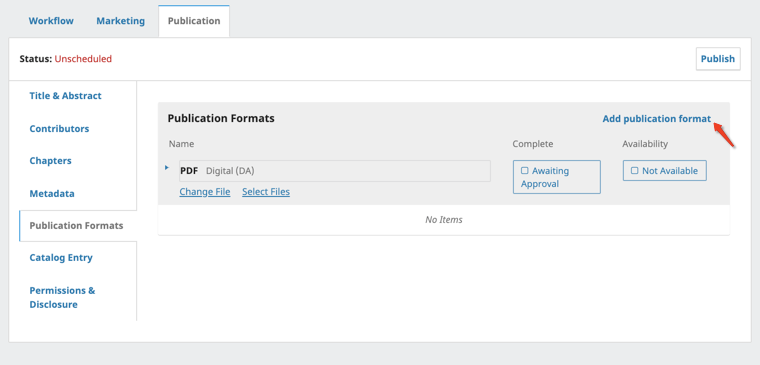 Workflow Marketing Publication
Status: Unscheduled Publish
Title & Abstract
Contributors
Chapters
Metadata
Publication Formats
Catalog Entry
Permissions &
Disclosure
Publication Formats Add publication format
Name Complete Availability
PDF Digital (DA) Awaiting Not Available
Approval
Change File Select Files
No Items